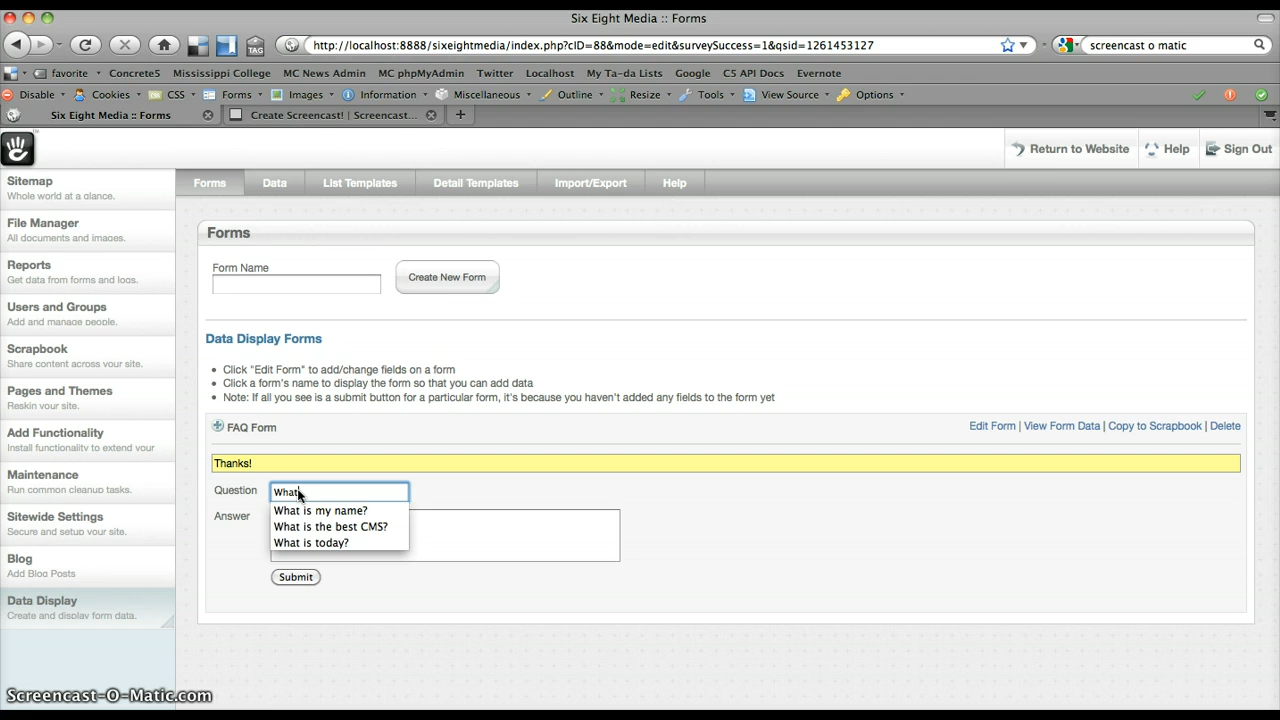 Six Eight Media :: Forms
http://localhost:8888/sixeightmedia/index.php?cID=88&mode=edit&surveySuccess=1&qsid=1261453127
screencast o matic
TAG
favorite Concrete5 Mississippi College MC News Admin MC phpMyAdmin Twitter Localhost My Ta-da Lists Google C5 API Docs Evernote
Disable Cookies CSS Forms Images Information Miscellaneous Outline Resize Tools View Source Options
Six Eight Media :: Forms
Create Screencast! | Screencast...
Return to Website Help Sign Out
Sitemap
Whole world at a glance.
File Manager
All documents and images.
Reports
Get data from forms and logs.
Users and Groups
Add and manage people.
Scrapbook
Share content across your site.
Pages and Themes
Reskin your site.
Add Functionality
Install functionality to extend your
Maintenance
Run common cleanup tasks.
Sitewide Settings
Secure and setup your site.
Blog
Add Blog Posts
Data Display
Create and display form data.
Forms Data List Templates Detail Templates Import/Export Help
Forms
Form Name
Create New Form
Data Display Forms
• Click "Edit Form" to add/change fields on a form
• Click a form's name to display the form so that you can add data
• Note: If all you see is a submit button for a particular form, it's because you haven't added any fields to the form yet
FAQ Form
Edit Form | View Form Data | Copy to Scrapbook | Delete
Thanks!
Question What
What is my name?
What is the best CMS?
What is today?
Answer
Submit
Screencast-O-Matic.com